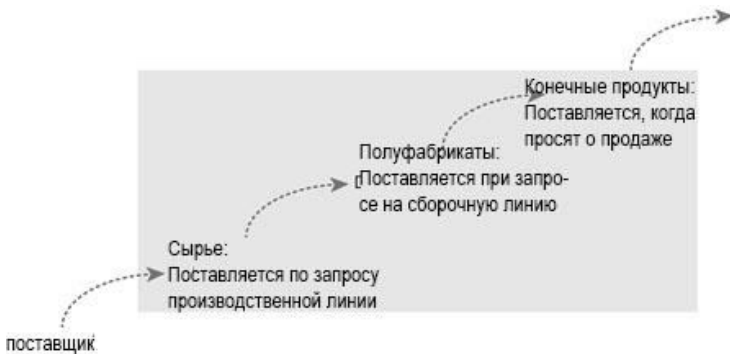 Конечные продукты:
Поставляется, когда
просят о продаже
Полуфабрикаты:
Поставляется при запро-
се на сборочную линию
Сырье:
Поставляется по запросу
производственной линии
поставщик